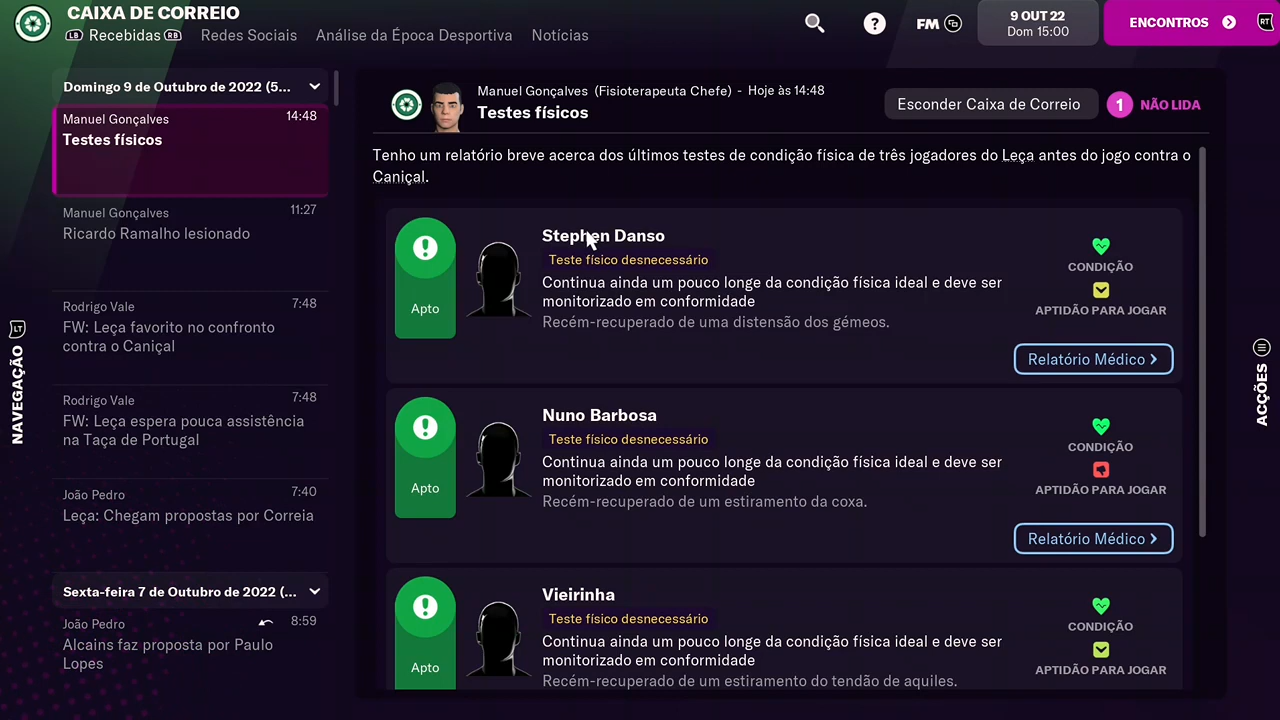 CAIXA DE CORREIO
LB Recebidas RB Redes Sociais Análise da Época Desportiva Notícias
FM
9 OUT 22
Dom 15:00
ENCONTROS
RT
LT
NAVEGAÇÃO
Domingo 9 de Outubro de 2022 (5...
Manuel Gonçalves 14:48
Testes físicos
Manuel Gonçalves 11:27
Ricardo Ramalho lesionado
Rodrigo Vale 7:48
FW: Leça favorito no confronto
contra o Caniçal
Rodrigo Vale 7:48
FW: Leça espera pouca assistência
na Taça de Portugal
João Pedro 7:40
Leça: Chegam propostas por Correia
Sexta-feira 7 de Outubro de 2022 (...
João Pedro 8:59
Alcains faz proposta por Paulo
Lopes
Manuel Gonçalves (Fisioterapeuta Chefe) - Hoje às 14:48
Testes físicos
Esconder Caixa de Correio
1 NÃO LIDA
Tenho um relatório breve acerca dos últimos testes de condição física de três jogadores do Leça antes do jogo contra o
Caniçal.
Apto
Stephen Danso
Teste físico desnecessário
Continua ainda um pouco longe da condição física ideal e deve ser
monitorizado em conformidade
Recém-recuperado de uma distensão dos gémeos.
CONDIÇÃO
APTIDÃO PARA JOGAR
Relatório Médico
Apto
Nuno Barbosa
Teste físico desnecessário
Continua ainda um pouco longe da condição física ideal e deve ser
monitorizado em conformidade
Recém-recuperado de um estiramento da coxa.
CONDIÇÃO
APTIDÃO PARA JOGAR
Relatório Médico
Apto
Vieirinha
Teste físico desnecessário
Continua ainda um pouco longe da condição física ideal e deve ser
monitorizado em conformidade
Recém-recuperado de um estiramento do tendão de aquiles.
CONDIÇÃO
APTIDÃO PARA JOGAR
ACÇÕES